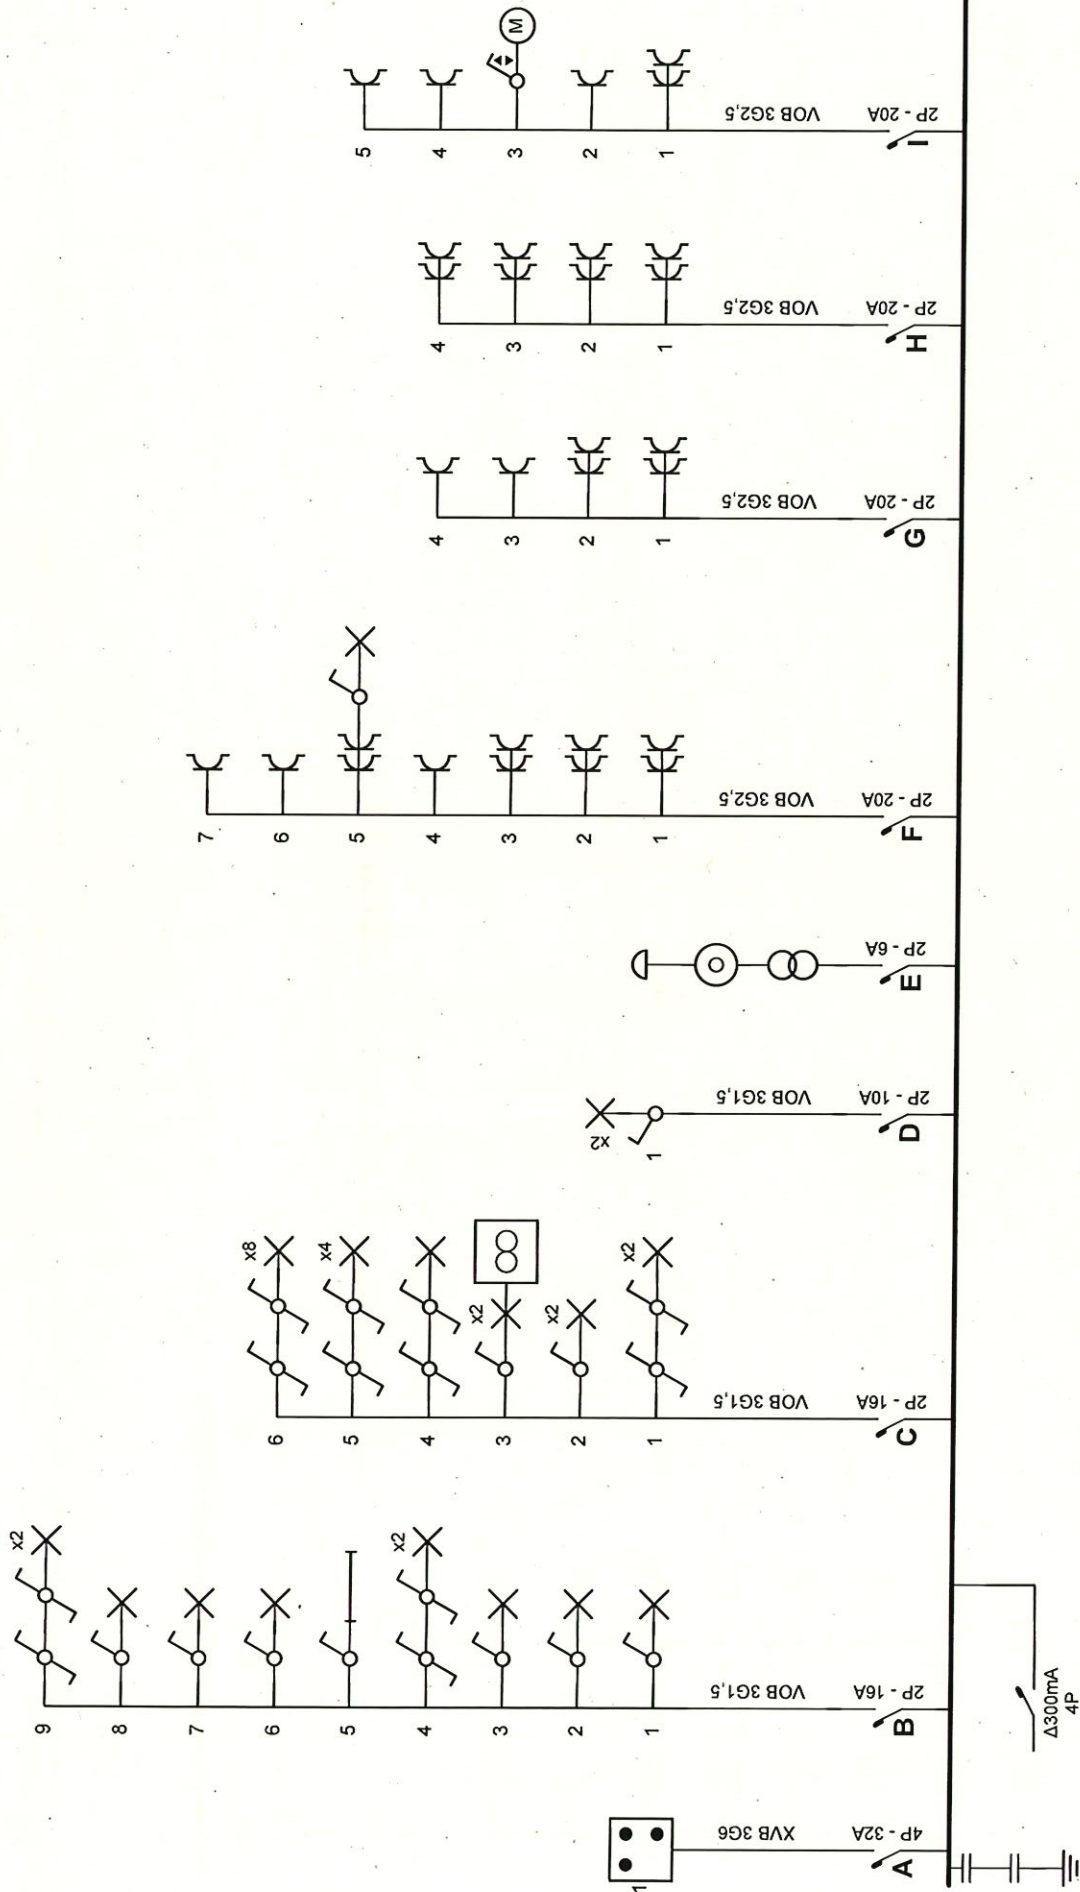 A
4P - 32A
XVB 3G6
1
Δ300mA
4P
B
2P - 16A
VOB 3G1,5
1
2
3
4
x2
5
6
7
8
9
x2
C
2P - 16A
VOB 3G1,5
1
x2
2
x2
3
x2
4
5
x4
6
x8
D
2P - 10A
VOB 3G1,5
1
x2
E
2P - 6A
F
2P - 20A
VOB 3G2,5
1
2
3
4
5
6
7
G
2P - 20A
VOB 3G2,5
1
2
3
4
H
2P - 20A
VOB 3G2,5
1
2
3
4
I
2P - 20A
VOB 3G2,5
1
2
3
M
4
5